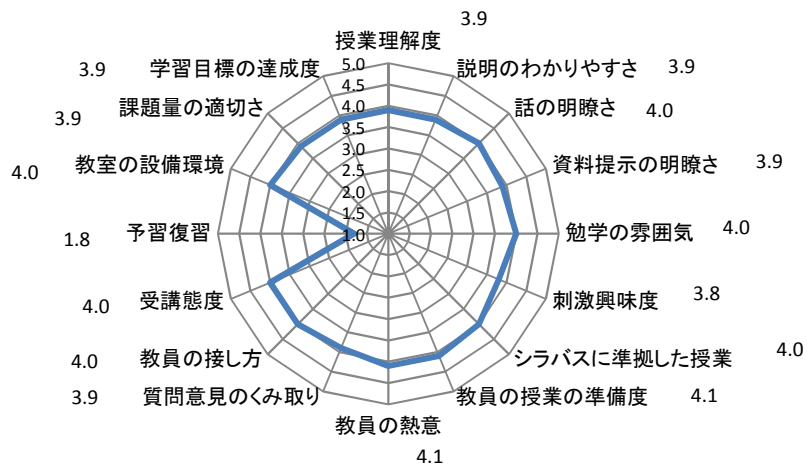 3.9
授業理解度
3.9
学習目標の達成度
5.0
説明のわかりやすさ
3.9
4.5
3.9
課題量の適切さ
4.0
話の明瞭さ
4.0
3.5
4.0
教室の設備環境
3.0
資料提示の明瞭さ
3.9
2.5
2.0
1.5
1.8
予習復習
1.0
勉学の雰囲気
4.0
4.0
受講態度
刺激興味度
3.8
4.0
教員の接し方
シラバスに準拠した授業
4.0
3.9
質問意見のくみ取り
教員の授業の準備度
4.1
教員の熱意
4.1